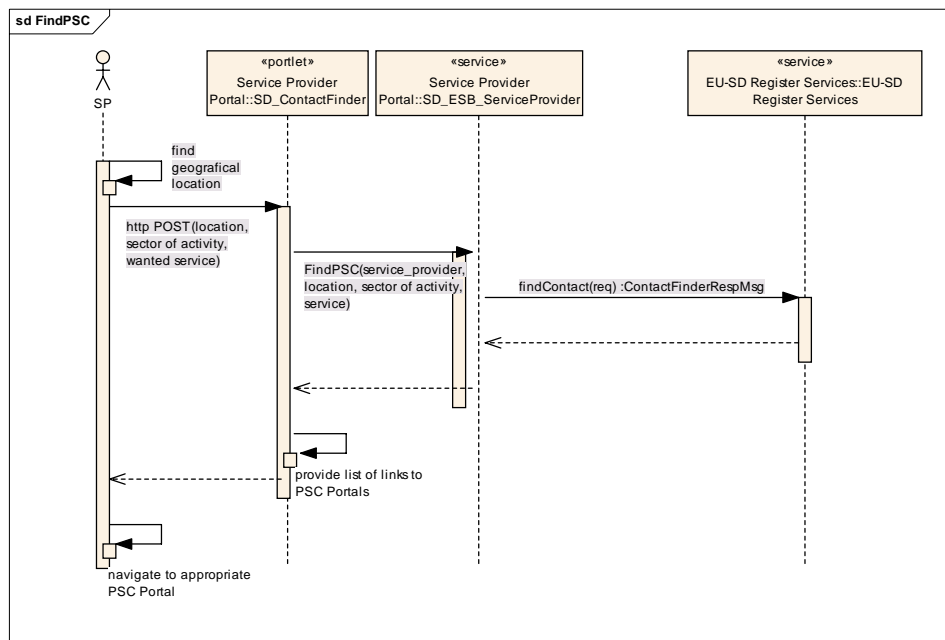 sd FindPSC
SP
«portlet»
Service Provider
Portal::SD_ContactFinder
«service»
Service Provider
Portal::SD_ESB_ServiceProvider
«service»
EU-SD Register Services::EU-SD
Register Services
find
geografical
location
http POST(location,
sector of activity,
wanted service)
FindPSC(service_provider,
location, sector of activity,
service)
findContact(req) :ContactFinderRespMsg
provide list of links to
PSC Portals
navigate to appropriate
PSC Portal